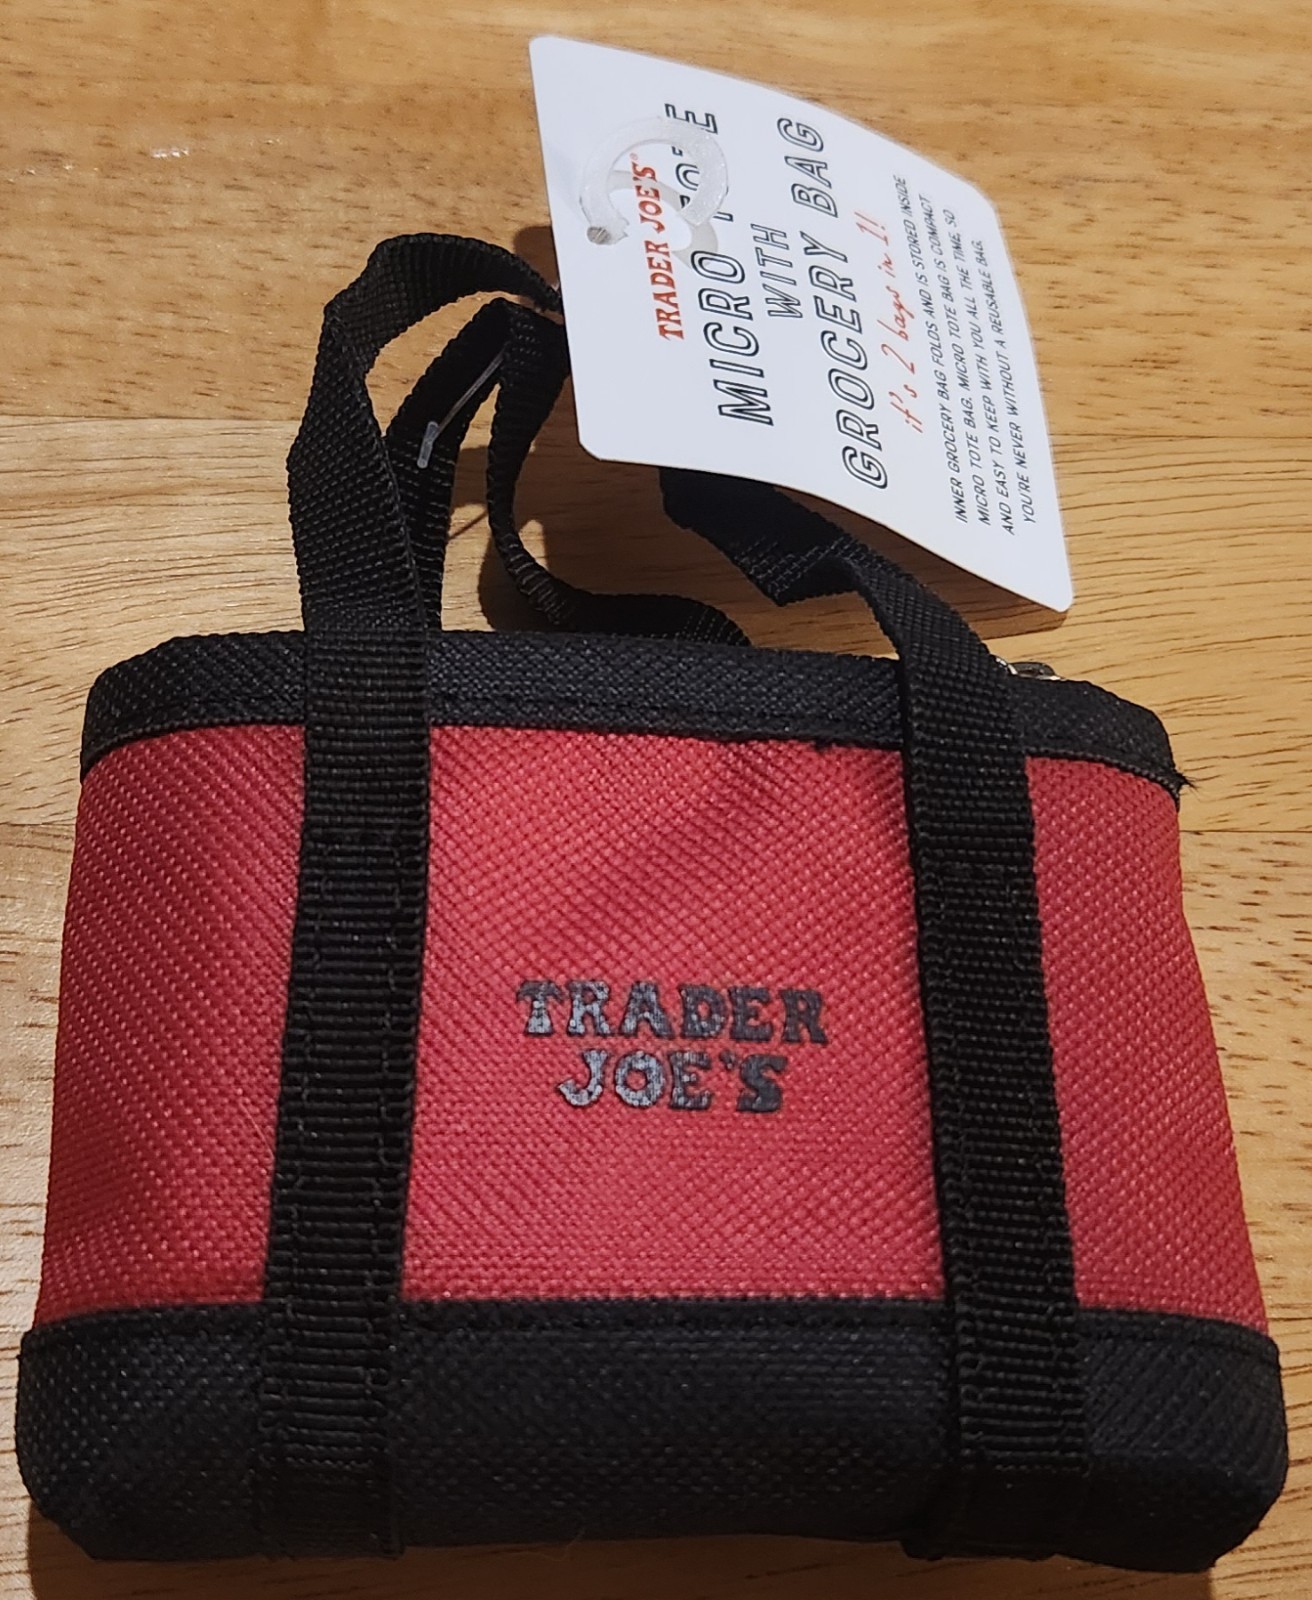 TRADER JOE'S®
MICRO TOTE
WITH
GROCERY BAG
it's 2 bags in 1!
INNER GROCERY BAG FOLDS AND IS STORED INSIDE
MICRO TOTE BAG. MICRO TOTE BAG IS COMPACT
AND EASY TO KEEP WITH YOU ALL THE TIME, SO
YOU'RE NEVER WITHOUT A REUSABLE BAG.
TRADER
JOE'S